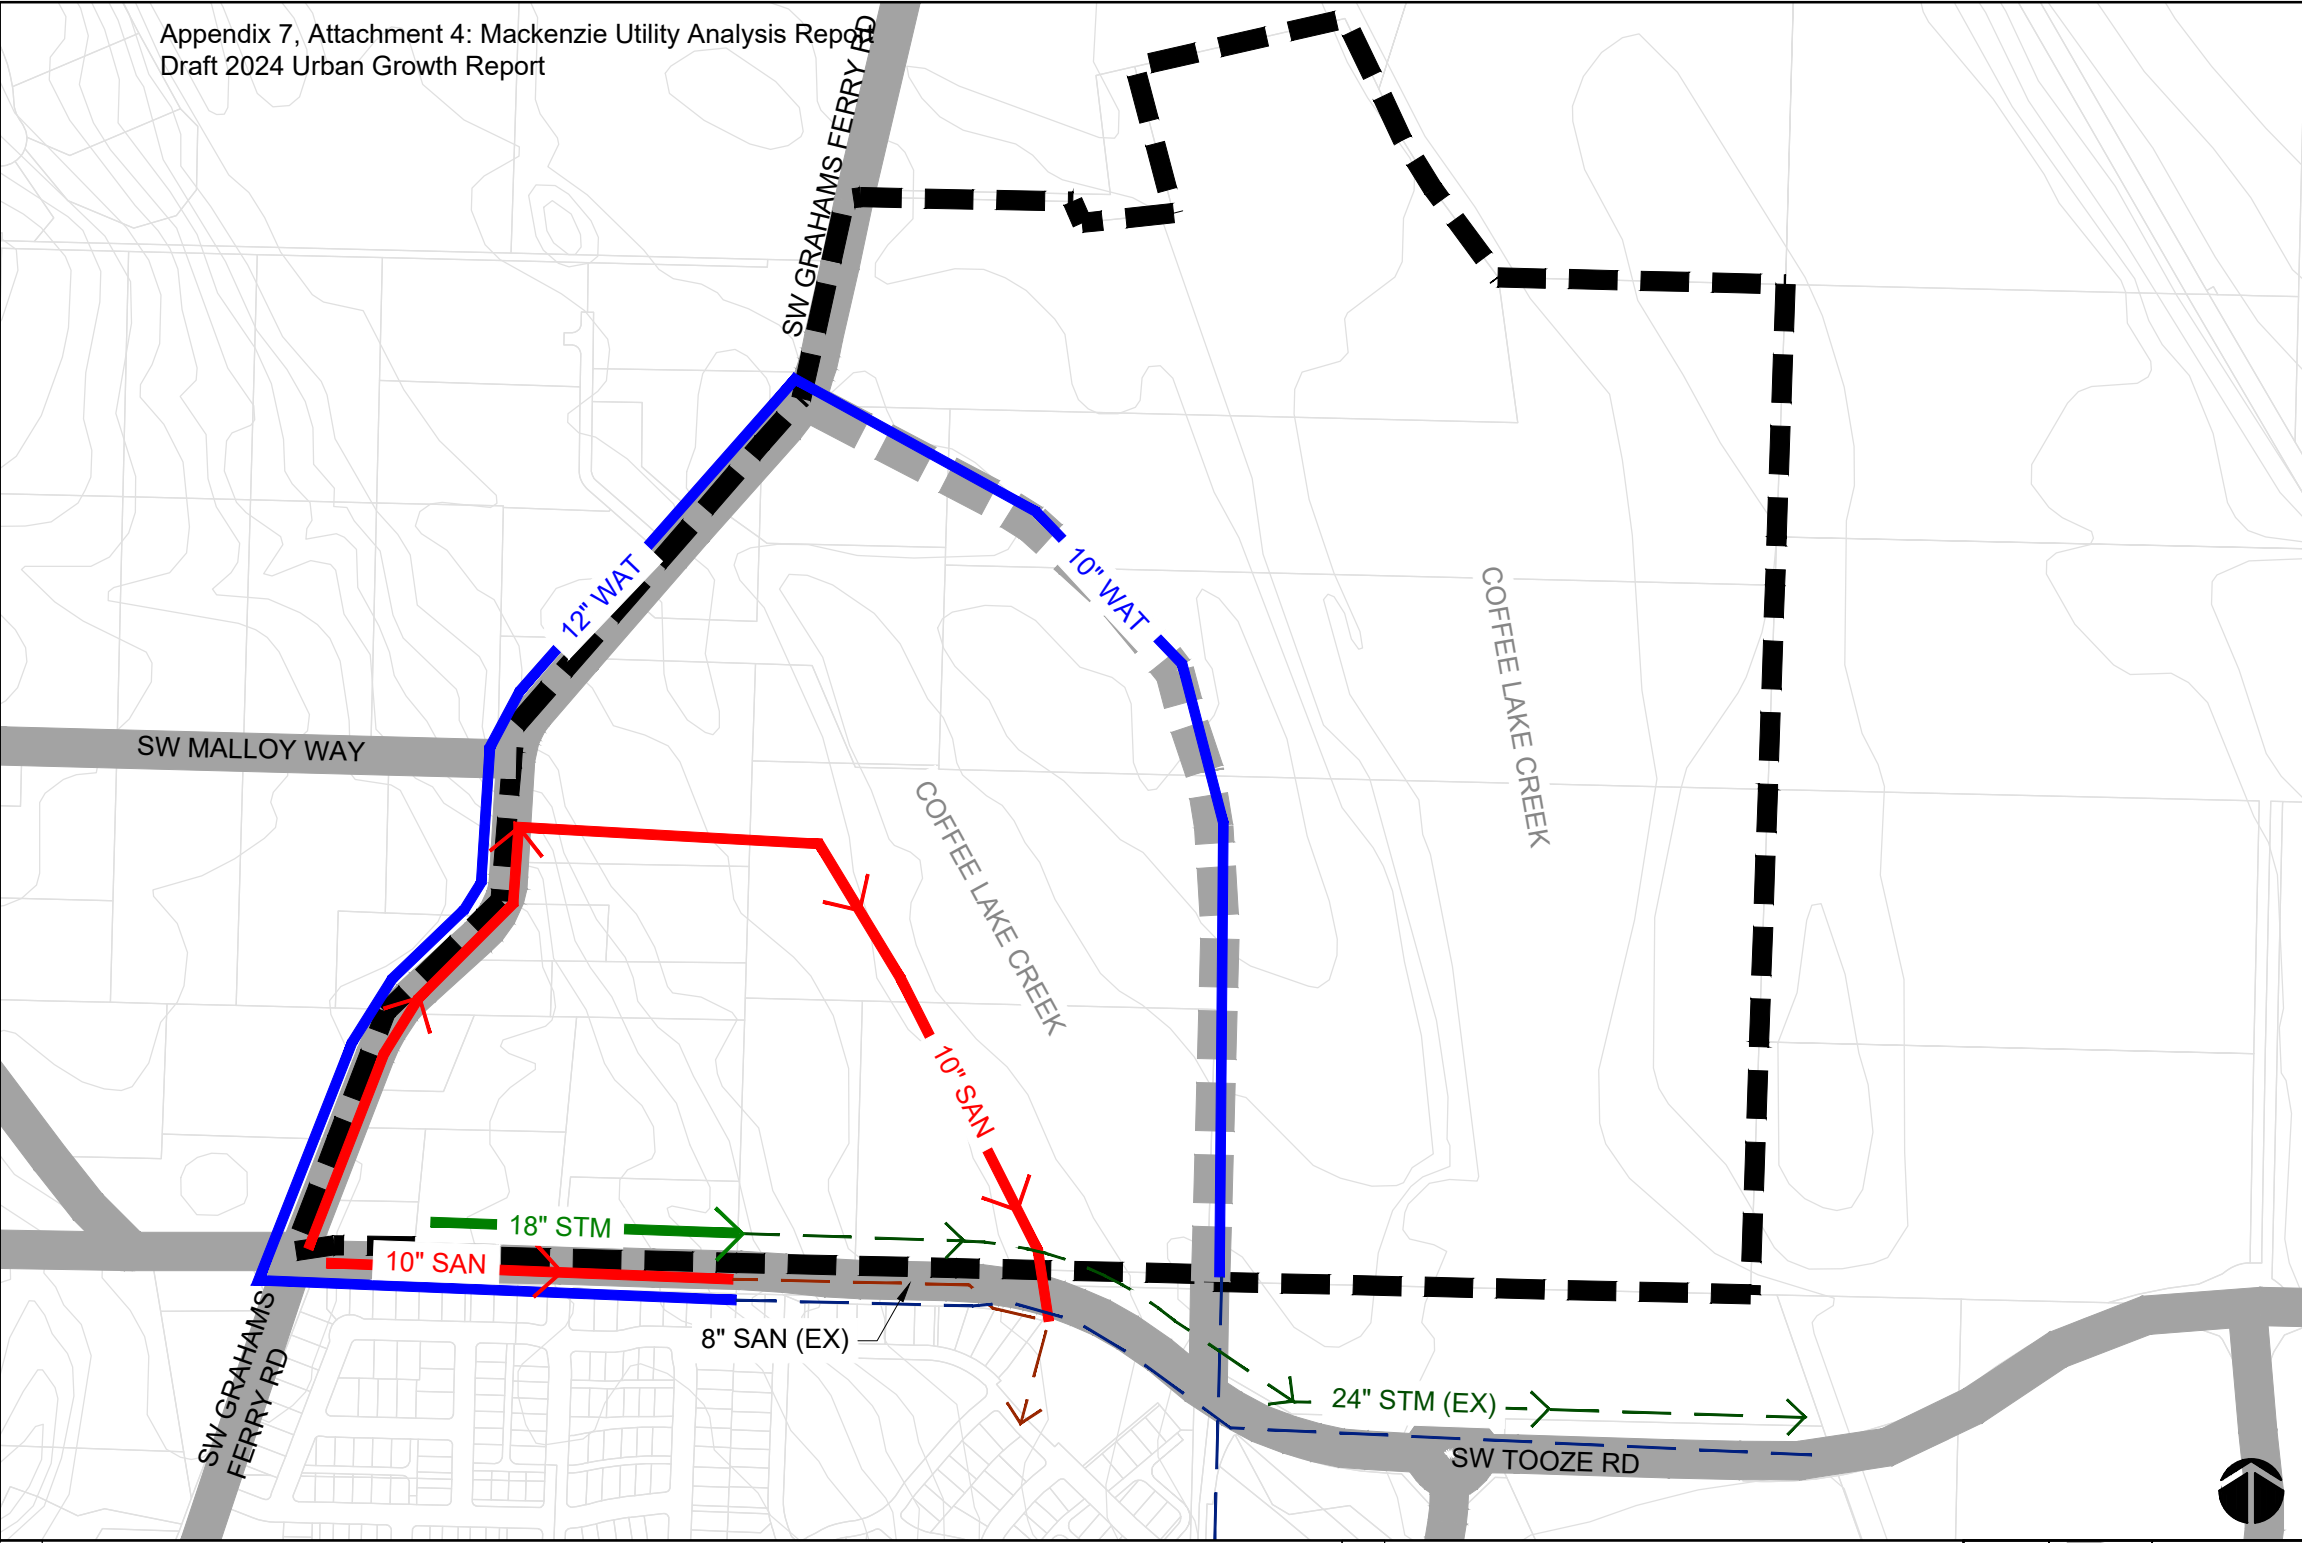 Appendix 7, Attachment 4: Mackenzie Utility Analysis Report
Draft 2024 Urban Growth Report
SW GRAHAMS FERRY RD
12" WAT
10" WAT
COFFEE LAKE CREEK
SW MALLOY WAY
COFFEE LAKE CREEK
10" SAN
18" STM
10" SAN
8" SAN (EX)
SW GRAHAMS
FERRY RD
24" STM (EX)
SW TOOZE RD